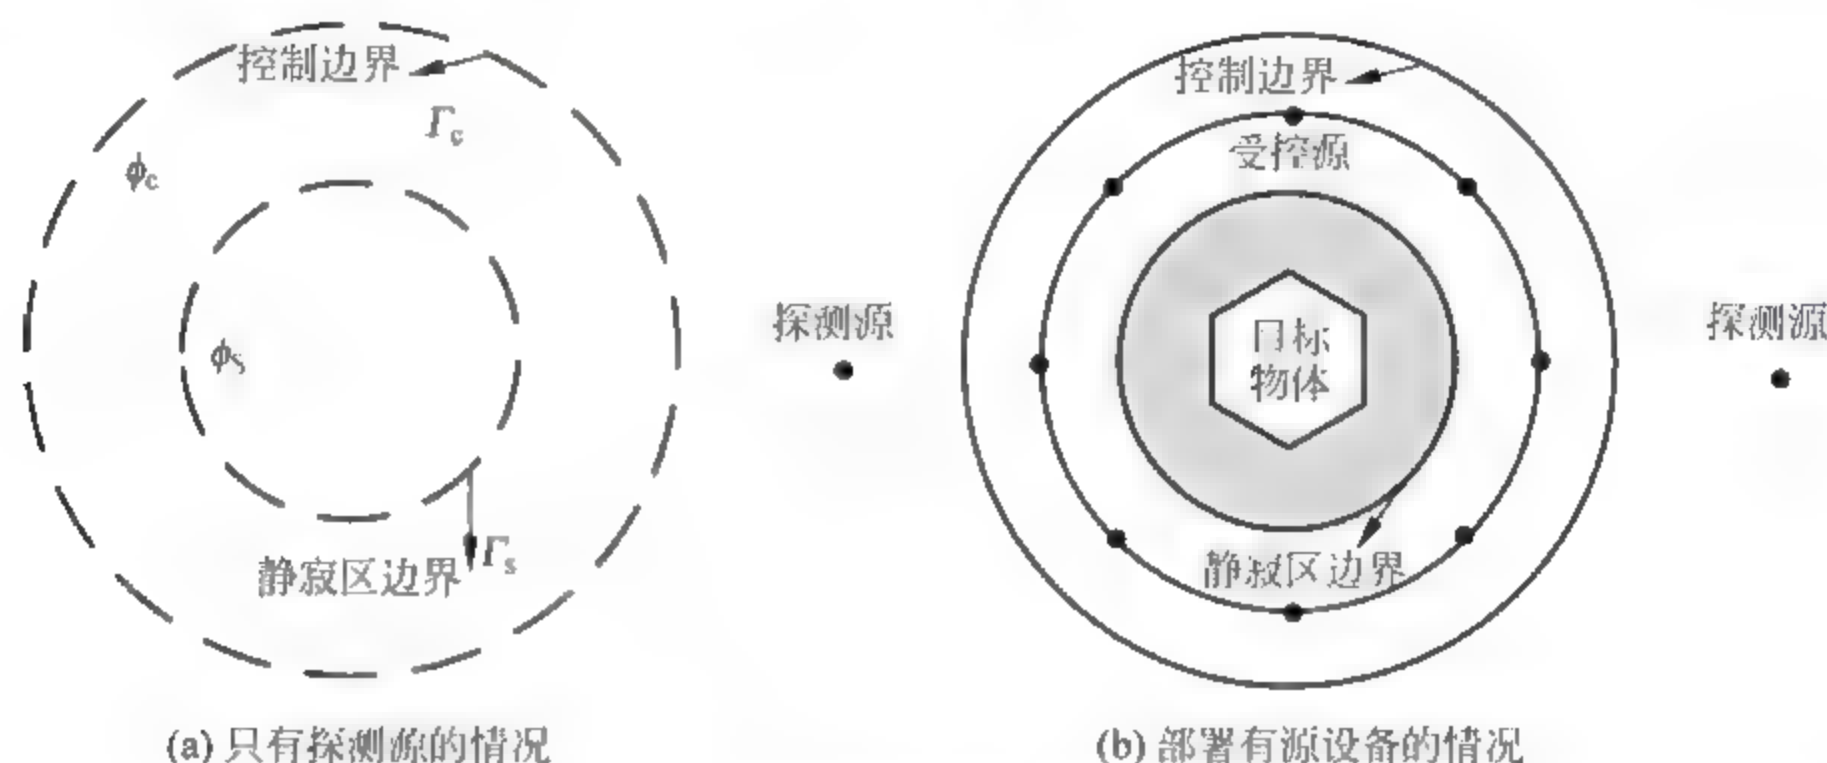 控制边界
Γc
ϕc
ϕs
探测源
Γs
静寂区边界
(a) 只有探测源的情况
控制边界
受控源
目标
物体
探测源
静寂区边界
(b) 部署有源设备的情况